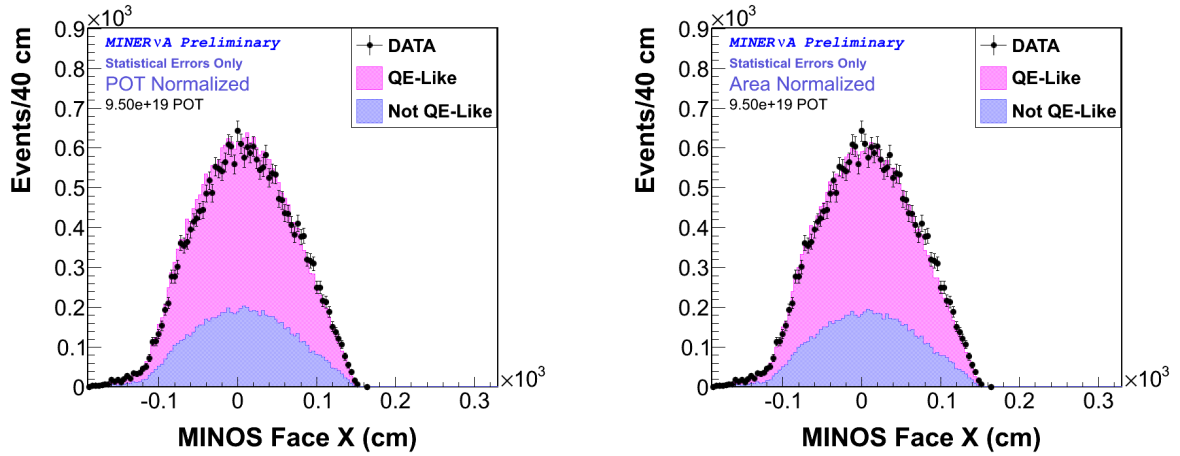 ×10³
0.9
0.8
0.7
0.6
0.5
0.4
0.3
0.2
0.1
0
Events/40 cm
MINERνA Preliminary
Statistical Errors Only
POT Normalized
9.50e+19 POT
DATA
QE-Like
Not QE-Like
-0.1 0 0.1 0.2 0.3
×10³
MINOS Face X (cm)
×10³
0.9
0.8
0.7
0.6
0.5
0.4
0.3
0.2
0.1
0
Events/40 cm
MINERνA Preliminary
Statistical Errors Only
Area Normalized
9.50e+19 POT
DATA
QE-Like
Not QE-Like
-0.1 0 0.1 0.2 0.3
×10³
MINOS Face X (cm)